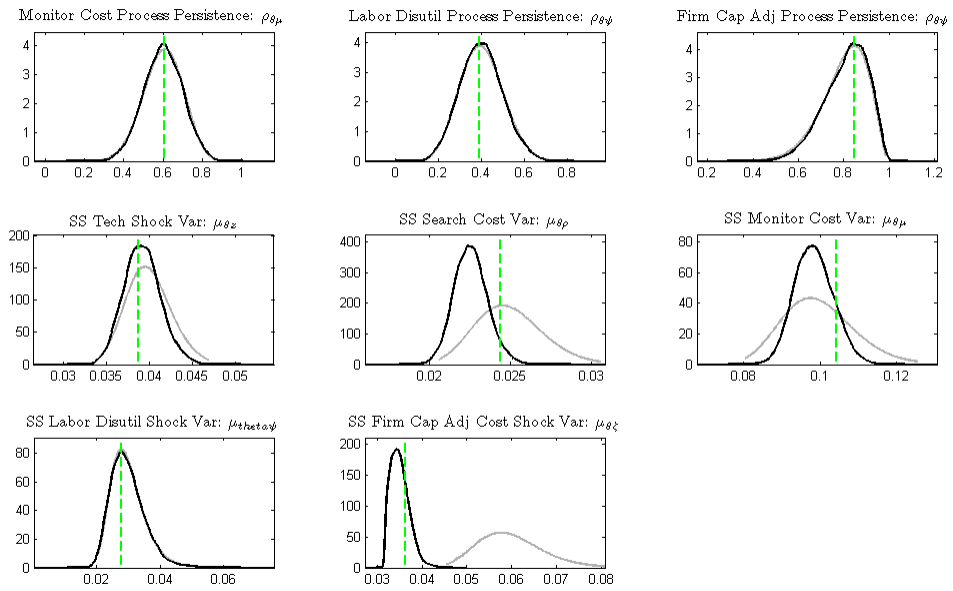 Monitor Cost Process Persistence: ρθμ
Labor Disutil Process Persistence: ρθψ
Firm Cap Adj Process Persistence: ρθψ
4
3
2
1
0
0 0.2 0.4 0.6 0.8 1
4
3
2
1
0
0 0.2 0.4 0.6 0.8
4
3
2
1
0
0.2 0.4 0.6 0.8 1 1.2
SS Tech Shock Var: μθz
SS Search Cost Var: μθρ
SS Monitor Cost Var: μθμ
200
150
100
50
0
0.03 0.035 0.04 0.045 0.05
400
300
200
100
0
0.02 0.025 0.03
80
60
40
20
0
0.08 0.1 0.12
SS Labor Disutil Shock Var: μthetaψ
SS Firm Cap Adj Cost Shock Var: μθξ
80
60
40
20
0
0.02 0.04 0.06
200
150
100
50
0
0.03 0.04 0.05 0.06 0.07 0.08